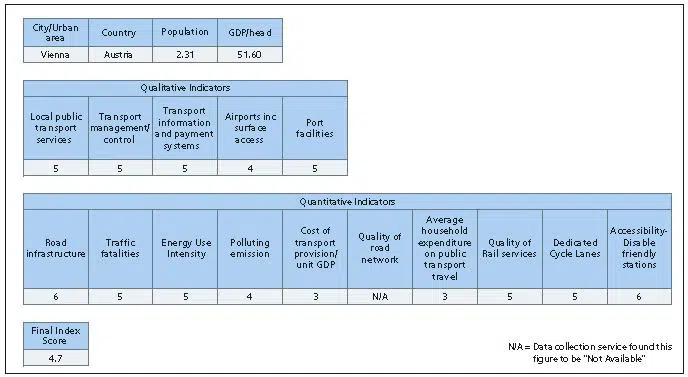 City/Urban area
Country
Population
GDP/head
Vienna
Austria
2.31
51.60
Qualitative Indicators
Local public transport services
Transport management/ control
Transport information and payment systems
Airports inc surface access
Port facilities
5
5
5
4
5
Quantitative Indicators
Road infrastructure
Traffic fatalities
Energy Use Intensity
Polluting emission
Cost of transport provision/ unit GDP
Quality of road network
Average household expenditure on public transport travel
Quality of Rail services
Dedicated Cycle Lanes
Accessibility- Disable friendly stations
6
5
5
4
3
N/A
3
5
5
6
Final Index Score
4.7
N/A = Data collection service found this
figure to be "Not Available"